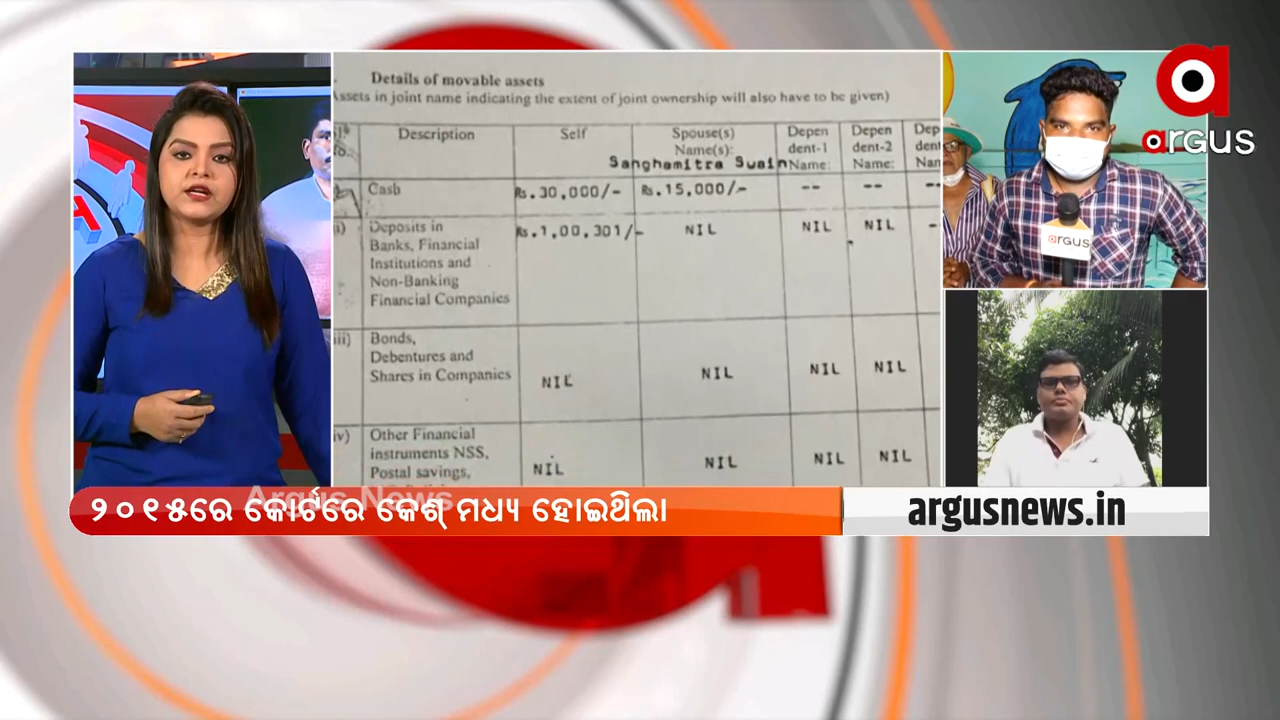 Details of movable assets
Assets in joint name indicating the extent of joint ownership will also have to be given)
Description Self Spouse(s) Name(s): Sanghamitra Swain Depen dent-1 Name: Depen dent-2 Name:
Cash Rs.30,000/- Rs.15,000/- -- -- --
Deposits in Rs.1,00,301/- NIL NIL NIL -
Banks, Financial
Institutions and
Non-Banking
Financial Companies
iii) Bonds,
Debentures and
Shares in Companies NIL NIL NIL NIL
iv) Other Financial
instruments NSS,
Postal savings, NIL NIL NIL NIL
argus
argus
Argus News
୨୦୧୫ରେ କୋର୍ଟରେ କେଶ୍ ମଧ୍ୟ ହୋଇଥିଲା
argusnews.in